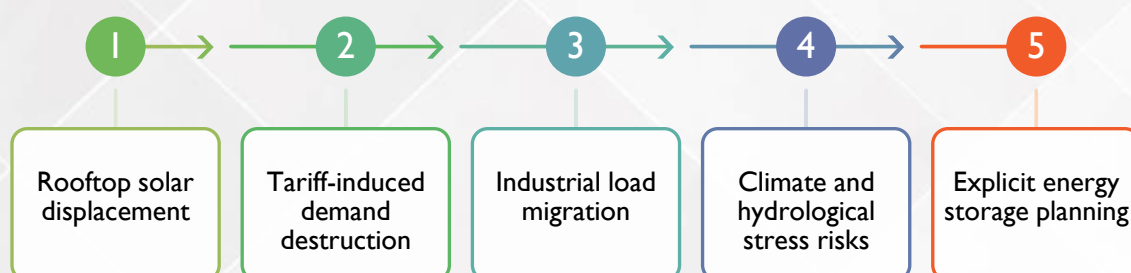 1
2
3
4
5
Rooftop solar
displacement
Tariff-induced
demand
destruction
Industrial load
migration
Climate and
hydrological
stress risks
Explicit energy
storage planning